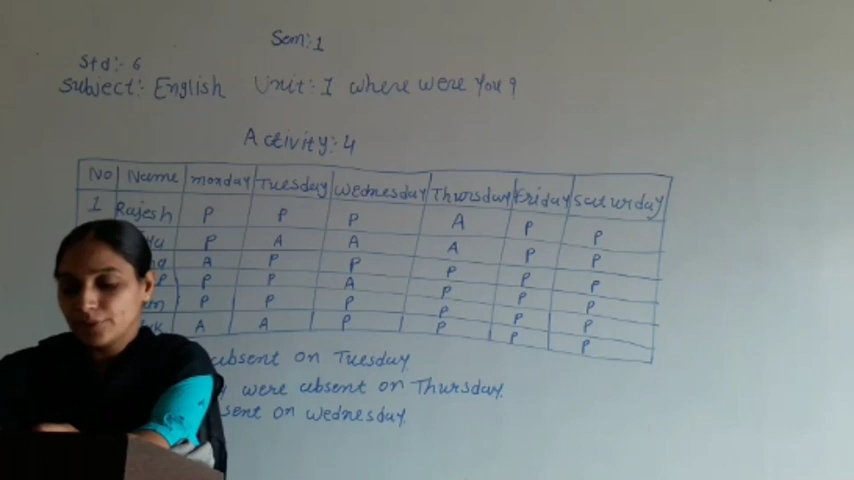 Sem:1
Std:- 6
Subject:- English Unit:- 1 where were you ?
Activity:- 4
No Name monday Tuesday wednesday Thursday Friday saturday
1 Rajesh P P P A P P
P A A A P P
A P P P P P
P P A P P P
P P P P P P
A A P P P P
absent on Tuesday.
were absent on Thursday.
sent on wednesday.